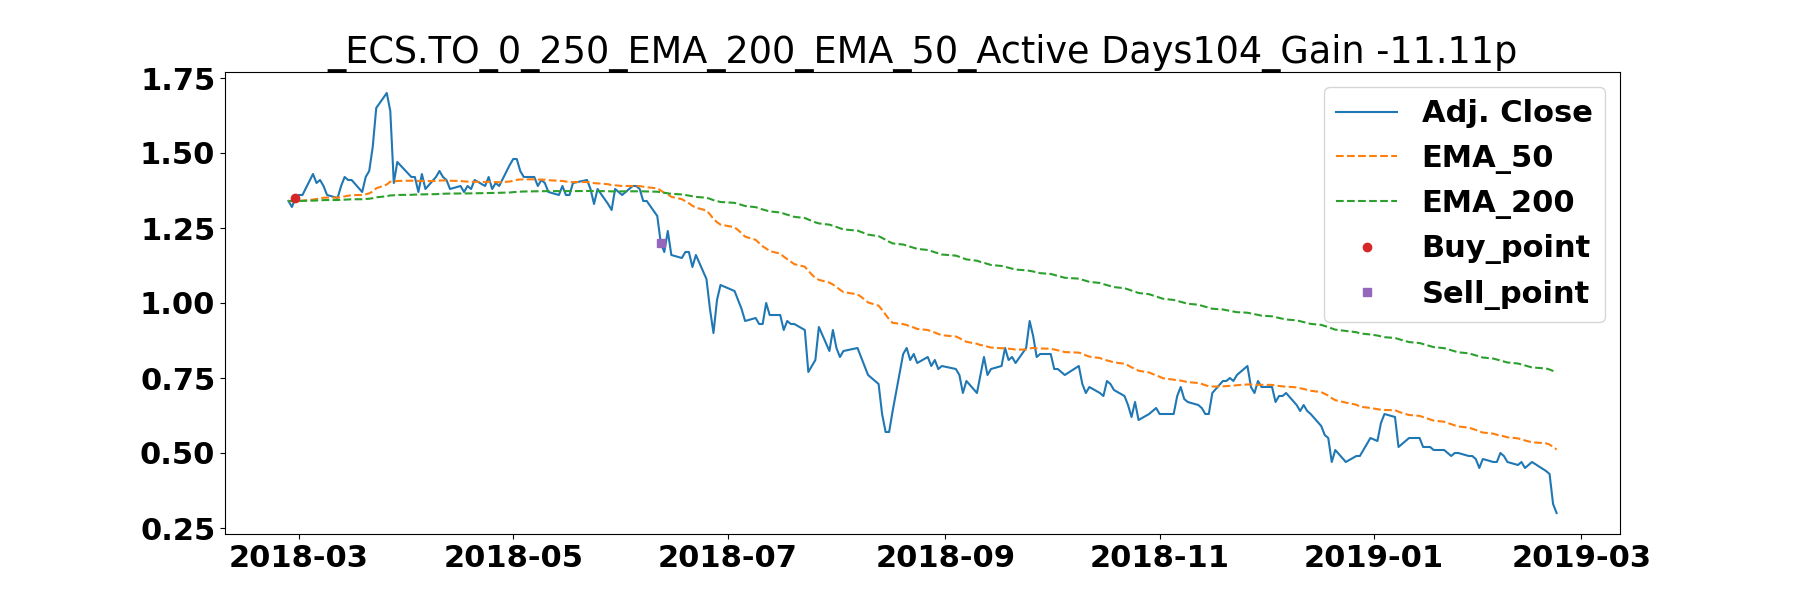 _ECS.TO_0_250_EMA_200_EMA_50_Active Days104_Gain -11.11p
1.75
1.50
1.25
1.00
0.75
0.50
0.25
Adj. Close
EMA_50
EMA_200
Buy_point
Sell_point
2018-03 2018-05 2018-07 2018-09 2018-11 2019-01 2019-03